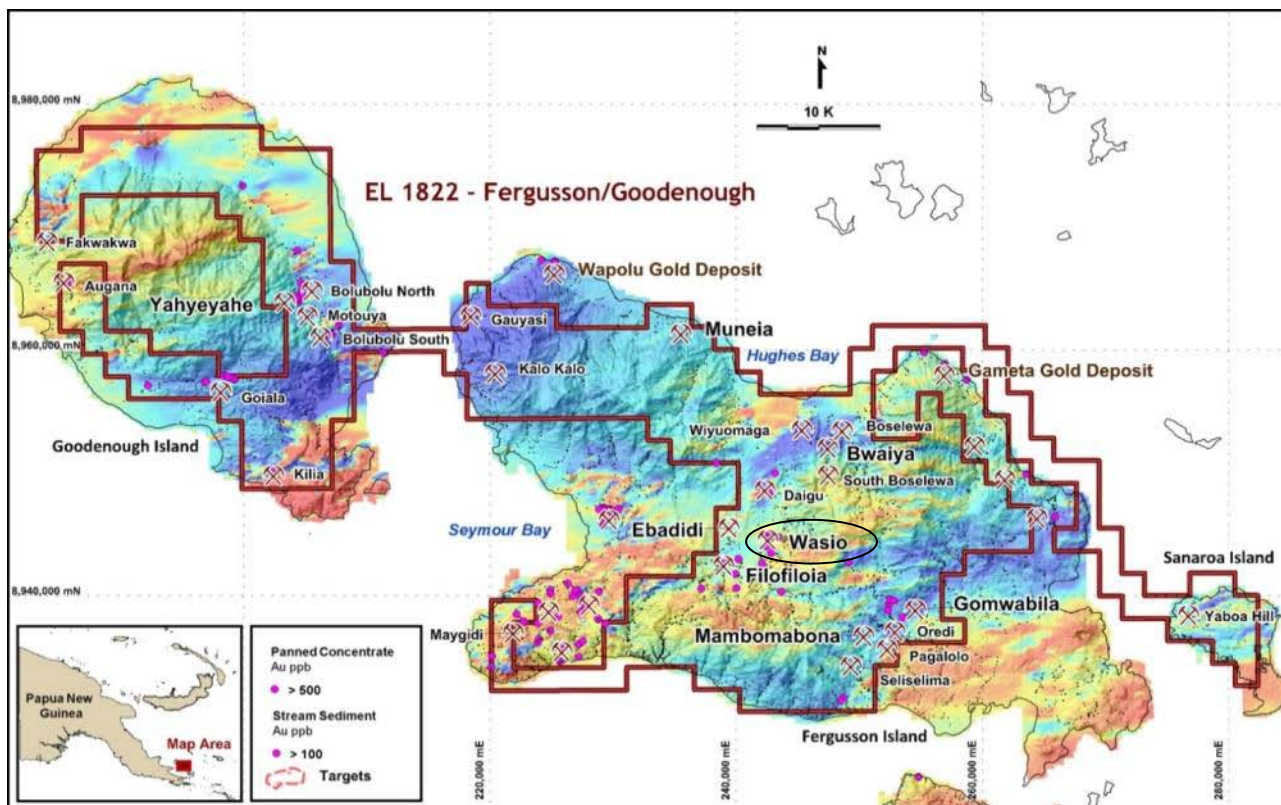 N
8,980,000 mN
10 K
EL 1822 - Fergusson/Goodenough
Fakwakwa
Wapolu Gold Deposit
Augana
Bolubolu North
Yahyeyahe
Motouya
Gauyasi
Muneia
8,960,000 mN
Bolubolu South
Hughes Bay
Kalo Kalo
Gameta Gold Deposit
Goiala
Wiyuomaga
Boselewa
Goodenough Island
Bwaiya
Kilia
South Boselewa
Daigu
Seymour Bay
Ebadidi
Wasio
Sanaroa Island
Filofiloia
8,940,000 mN
Gomwabila
Yaboa Hill
Maygidi
Mambomabona
Oredi
Pagalolo
Seliselima
Panned Concentrate
Au ppb
> 500
Stream Sediment
Au ppb
> 100
Targets
Papua New
Guinea
Map Area
Fergusson Island
220,000 mE
240,000 mE
260,000 mE
280,000 mE